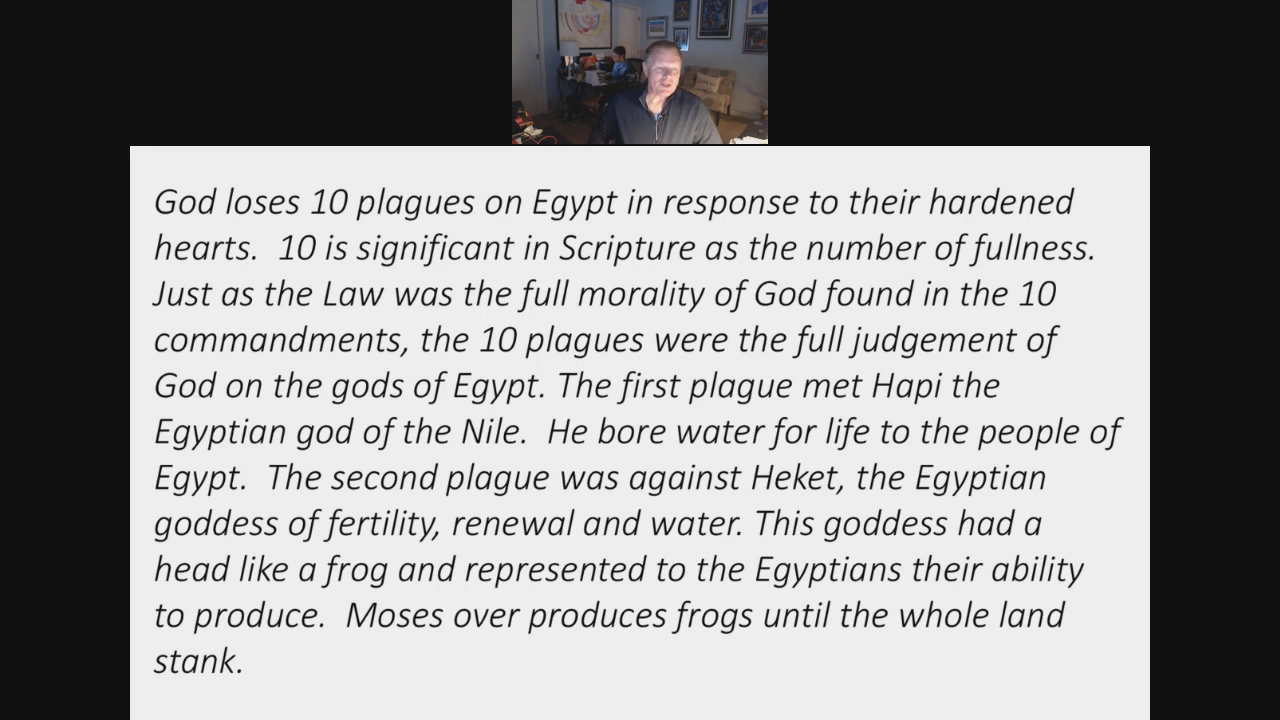 God loses 10 plagues on Egypt in response to their hardened
hearts.  10 is significant in Scripture as the number of fullness.
Just as the Law was the full morality of God found in the 10
commandments, the 10 plagues were the full judgement of
God on the gods of Egypt. The first plague met Hapi the
Egyptian god of the Nile.  He bore water for life to the people of
Egypt.  The second plague was against Heket, the Egyptian
goddess of fertility, renewal and water. This goddess had a
head like a frog and represented to the Egyptians their ability
to produce.  Moses over produces frogs until the whole land
stank.